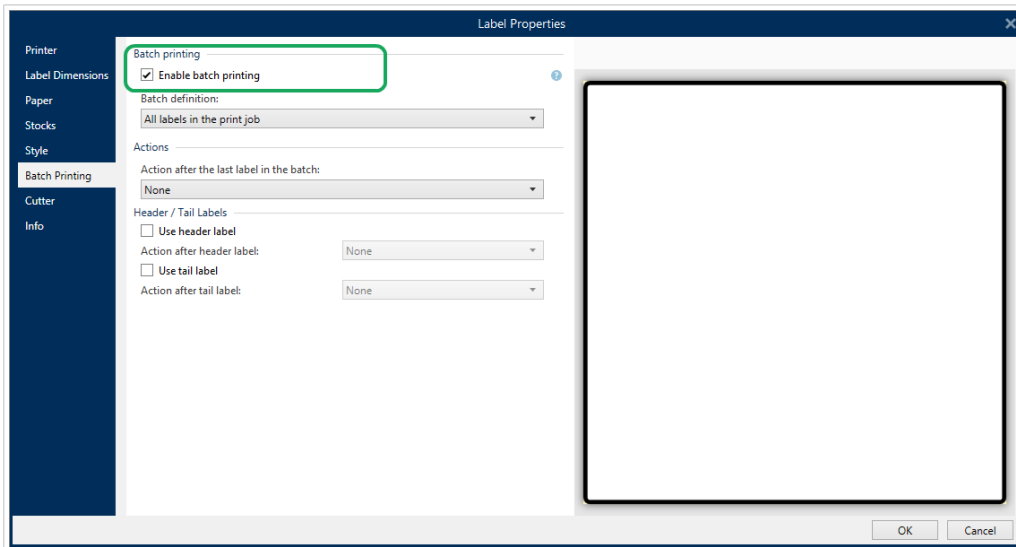 Label Properties
Printer
Label Dimensions
Paper
Stocks
Style
Batch Printing
Cutter
Info
Batch printing
Enable batch printing
Batch definition:
All labels in the print job
Actions
Action after the last label in the batch:
None
Header / Tail Labels
Use header label
Action after header label: None
Use tail label
Action after tail label: None
OK Cancel